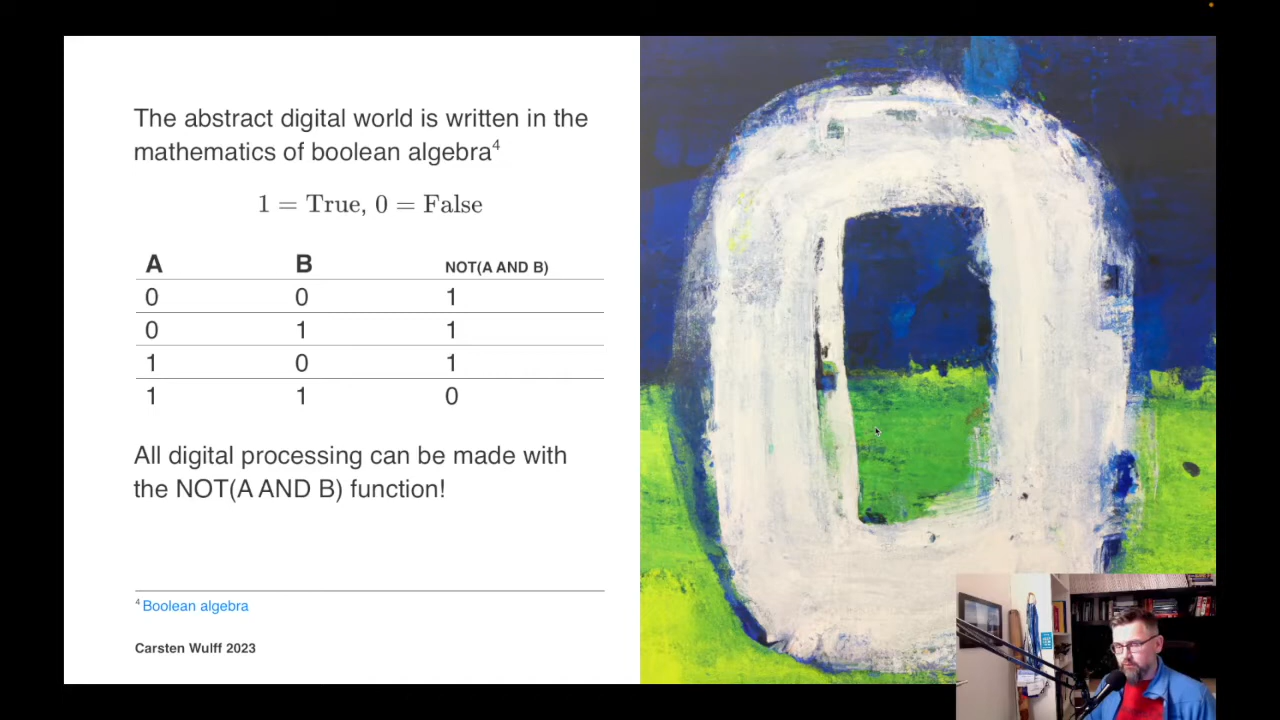 The abstract digital world is written in the
mathematics of boolean algebra⁴
1 = True, 0 = False
A B NOT(A AND B)
0 0 1
0 1 1
1 0 1
1 1 0
All digital processing can be made with
the NOT(A AND B) function!
⁴ Boolean algebra
Carsten Wulff 2023